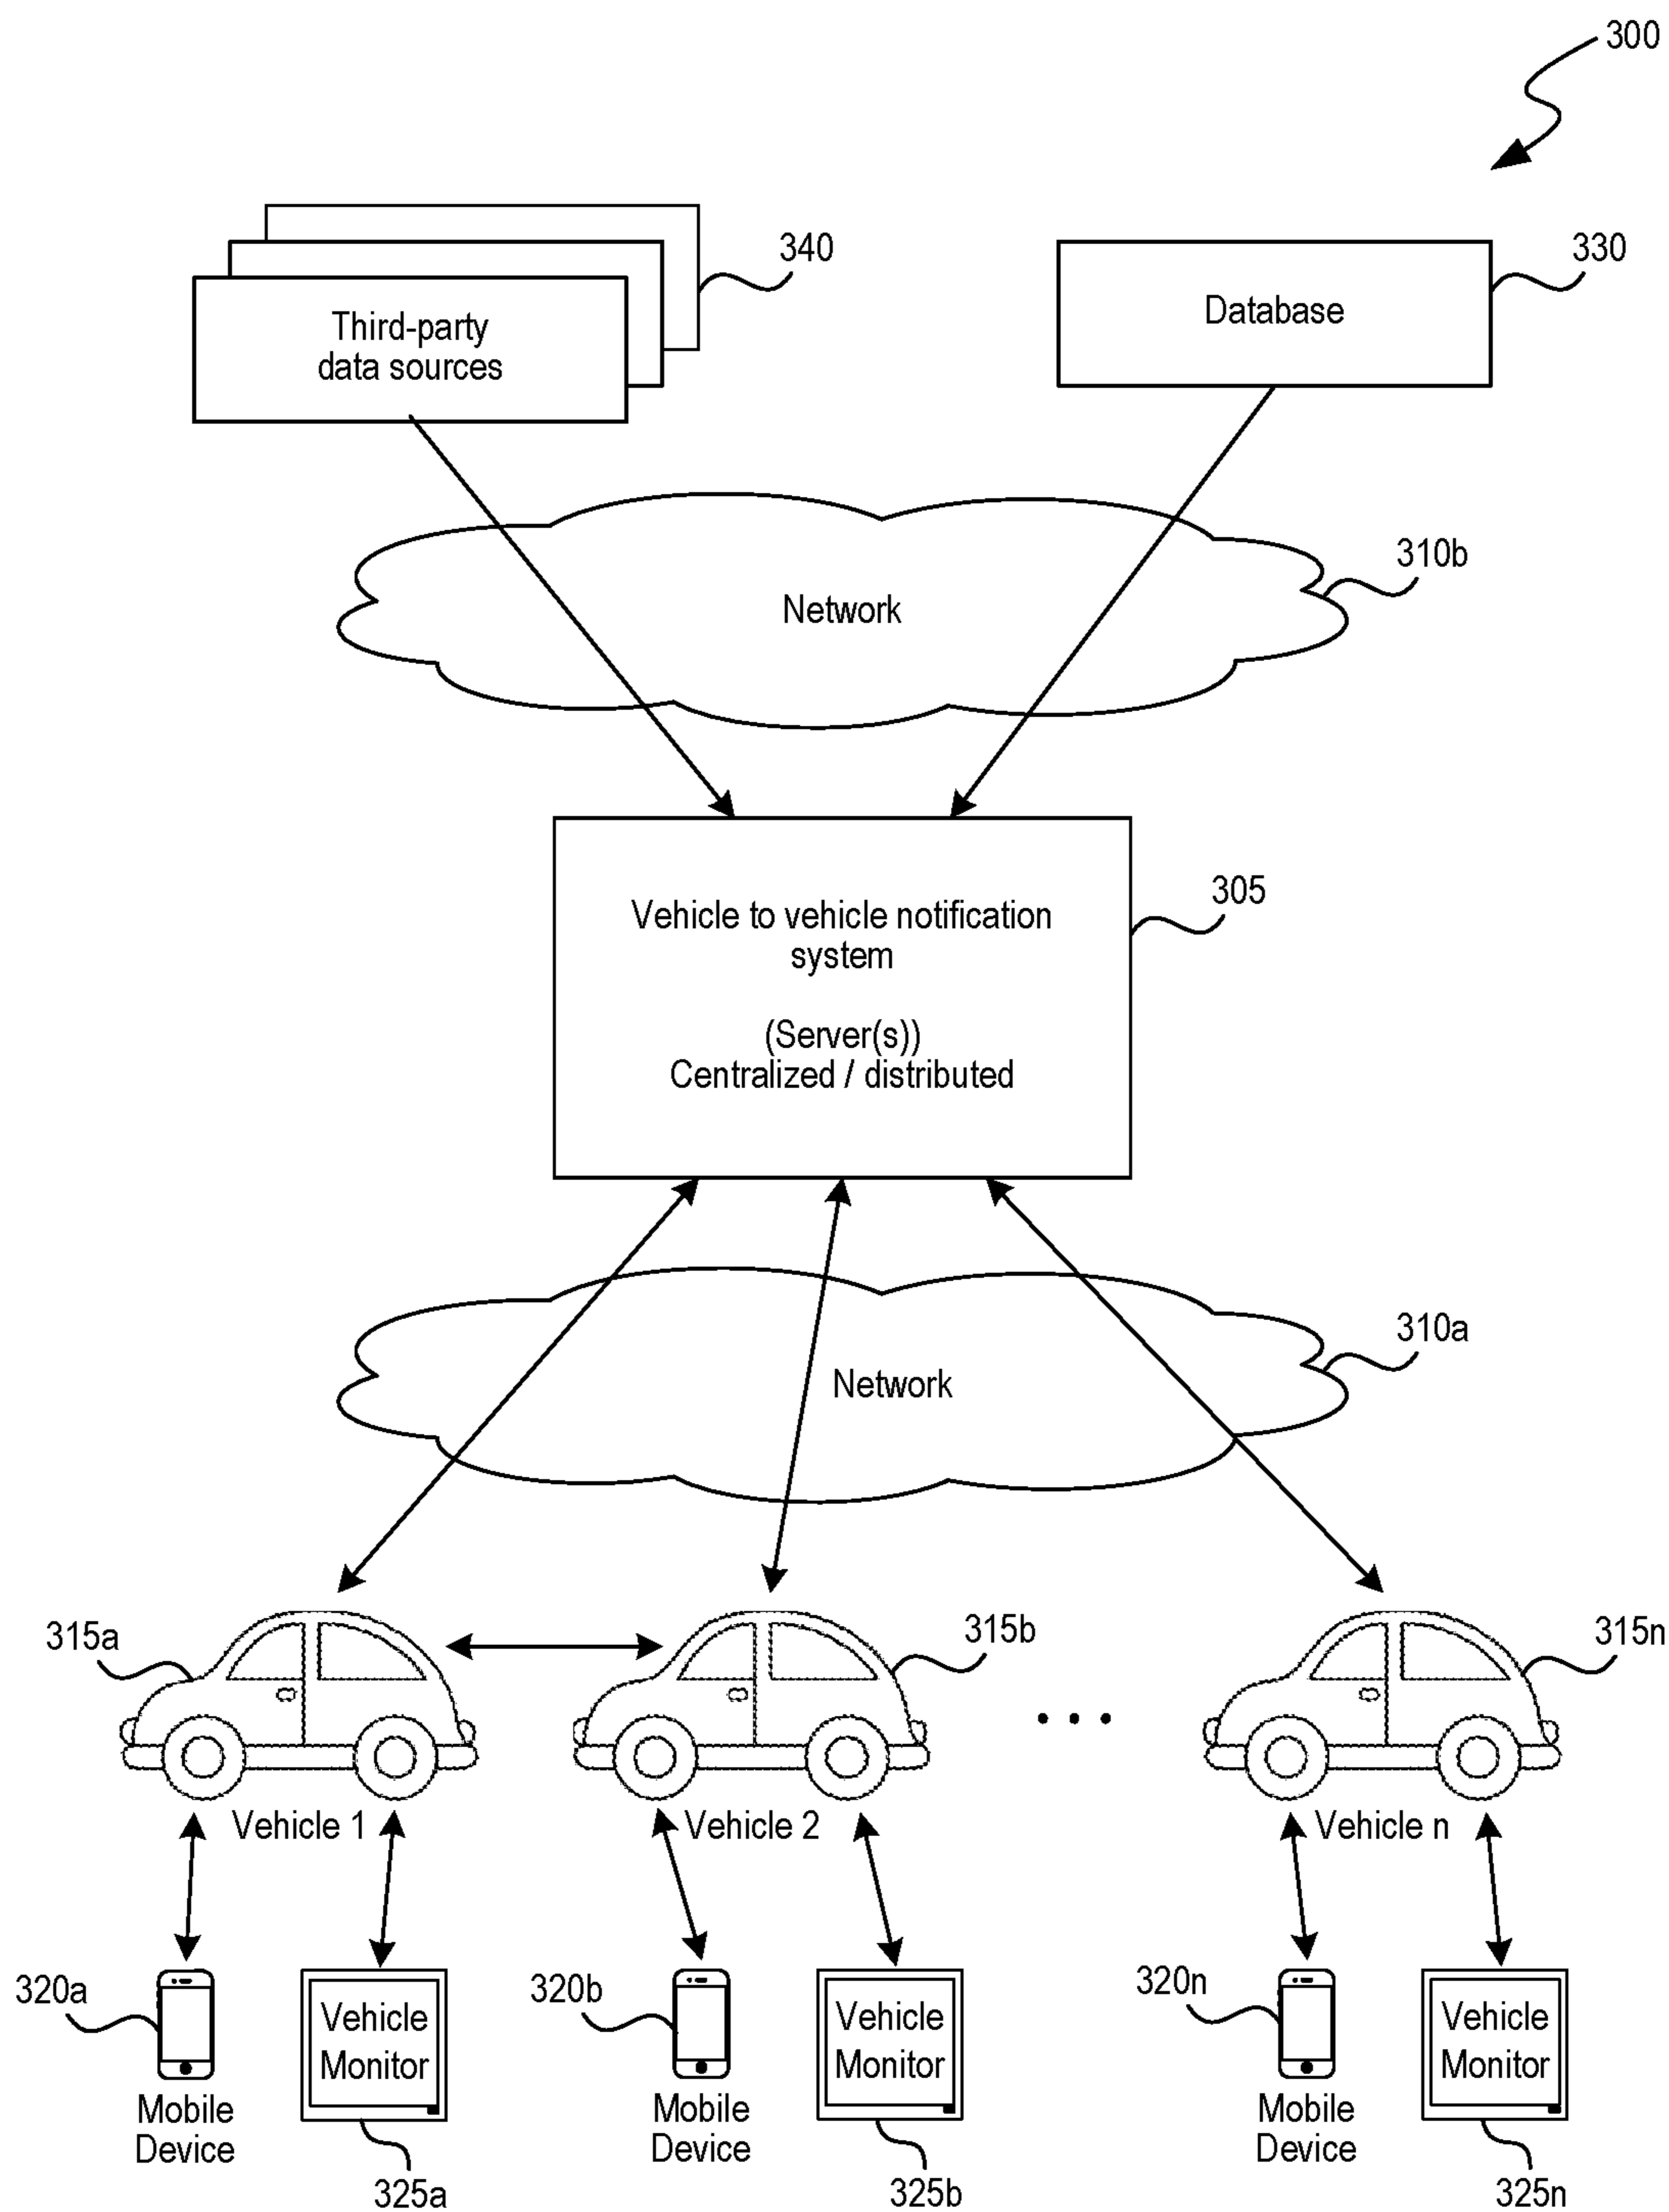 300
340
330
Third-party
data sources
Database
310b
Network
305
Vehicle to vehicle notification
system
(Server(s))
Centralized / distributed
310a
Network
315a
315b
315n
Vehicle 1
Vehicle 2
• • •
Vehicle n
320a
Vehicle
Monitor
320b
Vehicle
Monitor
320n
Vehicle
Monitor
Mobile
Device
Mobile
Device
Mobile
Device
325a
325b
325n